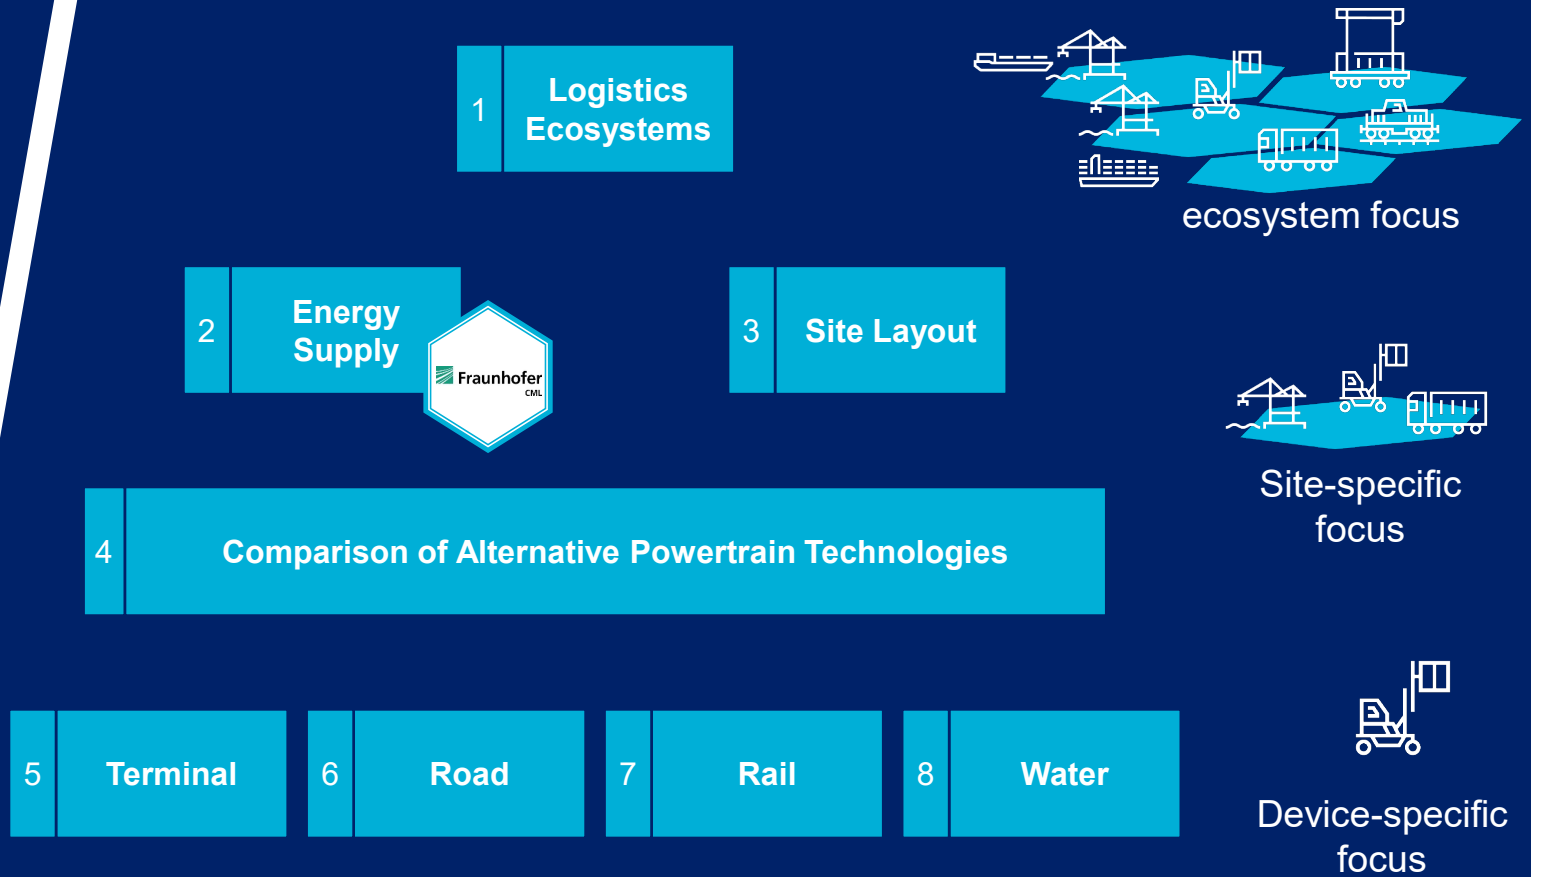 1
Logistics
Ecosystems
ecosystem focus
2
Energy
Supply
Fraunhofer
CML
3
Site Layout
Site-specific
focus
4
Comparison of Alternative Powertrain Technologies
5
Terminal
6
Road
7
Rail
8
Water
Device-specific
focus